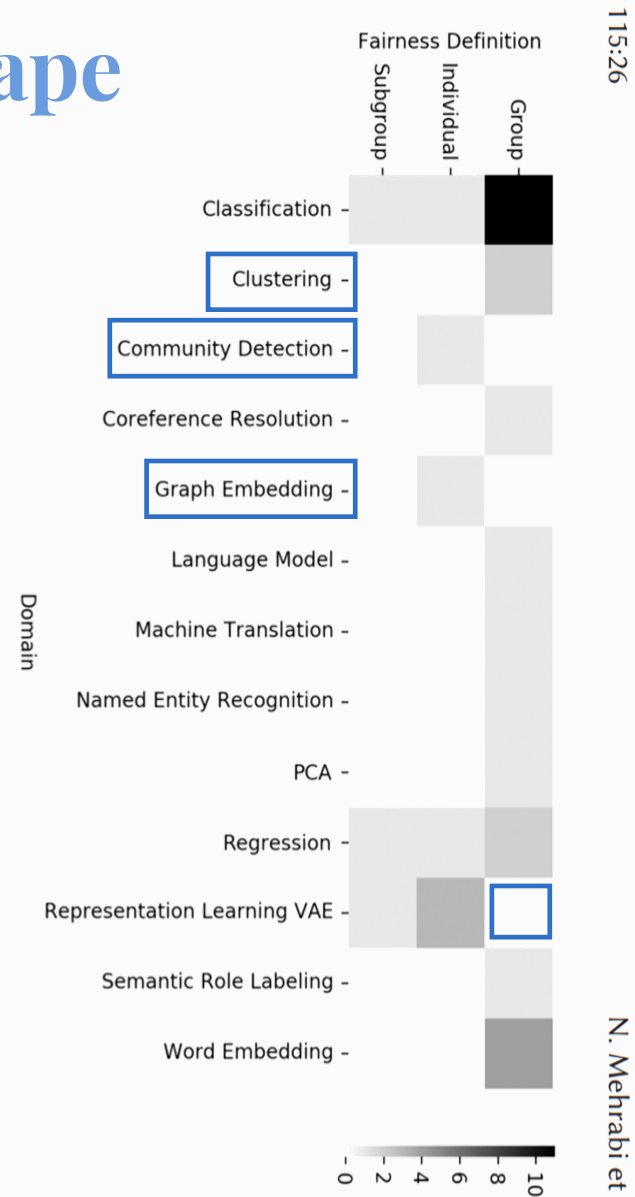 115:26
N. Mehrabi et
ape
Fairness Definition
Subgroup
Individual
Group
Classification
Clustering
Community Detection
Coreference Resolution
Graph Embedding
Language Model
Machine Translation
Named Entity Recognition
PCA
Regression
Representation Learning VAE
Semantic Role Labeling
Word Embedding
Domain
0
2
4
6
8
10